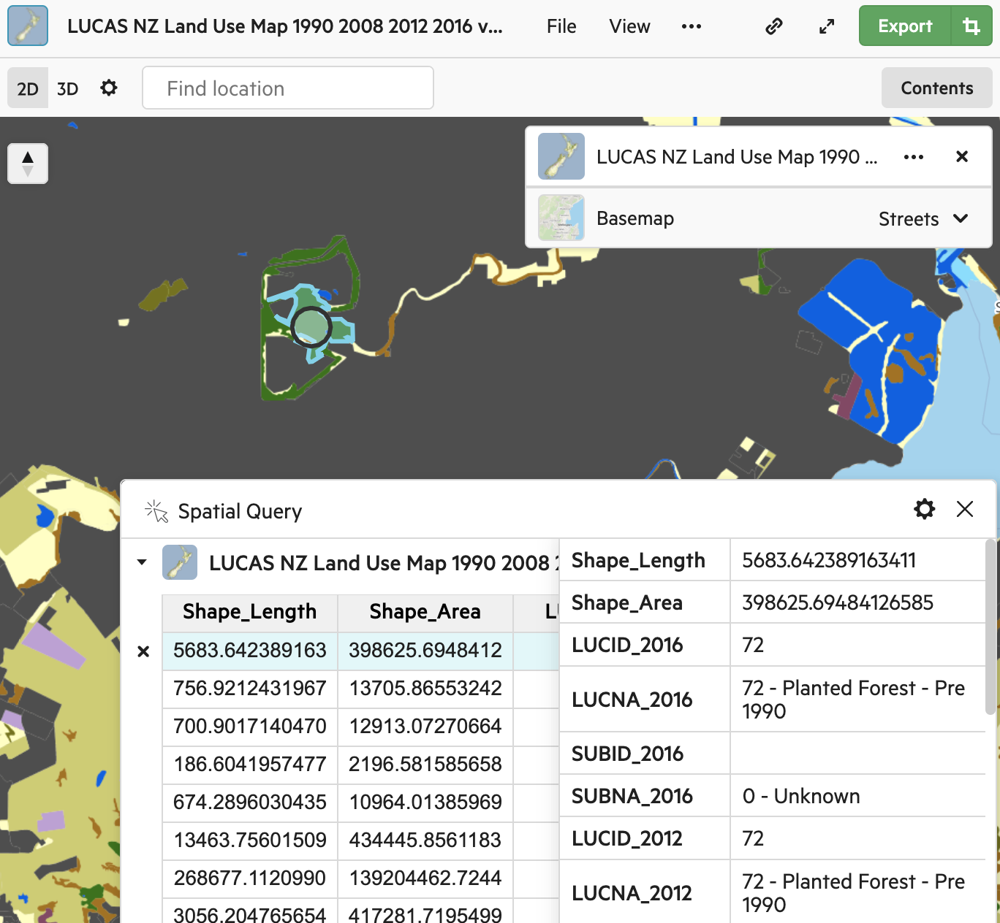 LUCAS NZ Land Use Map 1990 2008 2012 2016 v...
File
View
Export
2D
3D
Find location
Contents
LUCAS NZ Land Use Map 1990 ...
Basemap
Streets
Spatial Query
LUCAS NZ Land Use Map 1990 2008
Shape_Length Shape_Area
5683.642389163 398625.6948412
756.9212431967 13705.86553242
700.9017140470 12913.07270664
186.6041957477 2196.581585658
674.2896030435 10964.01385969
13463.75601509 434445.8561183
268677.1120990 139204462.7244
3056.204765654 417281.7195499
Shape_Length 5683.642389163411
Shape_Area 398625.69484126585
LUCID_2016 72
LUCNA_2016 72 - Planted Forest - Pre
1990
SUBID_2016
SUBNA_2016 0 - Unknown
LUCID_2012 72
LUCNA_2012 72 - Planted Forest - Pre
1990